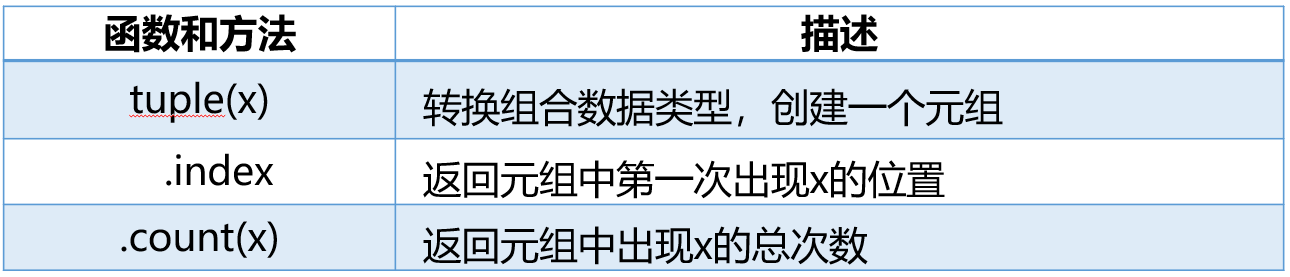 函数和方法 描述
tuple(x) 转换组合数据类型，创建一个元组
.index 返回元组中第一次出现x的位置
.count(x) 返回元组中出现x的总次数